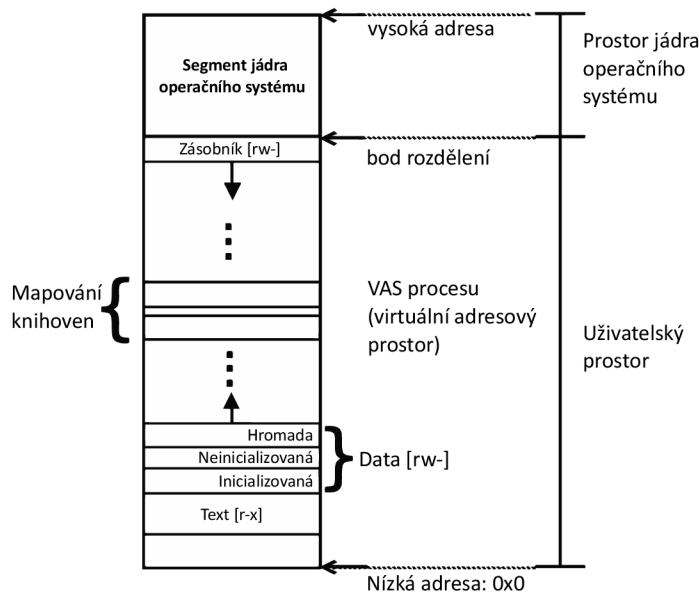 vysoká adresa
Segment jádra
operačního systému
Prostor jádra
operačního
systému
Zásobník [rw-]
bod rozdělení
Mapování
knihoven
VAS procesu
(virtuální adresový
prostor)
Uživatelský
prostor
Hromada
Neinicializovaná
Inicializovaná
Data [rw-]
Text [r-x]
Nízká adresa: 0x0